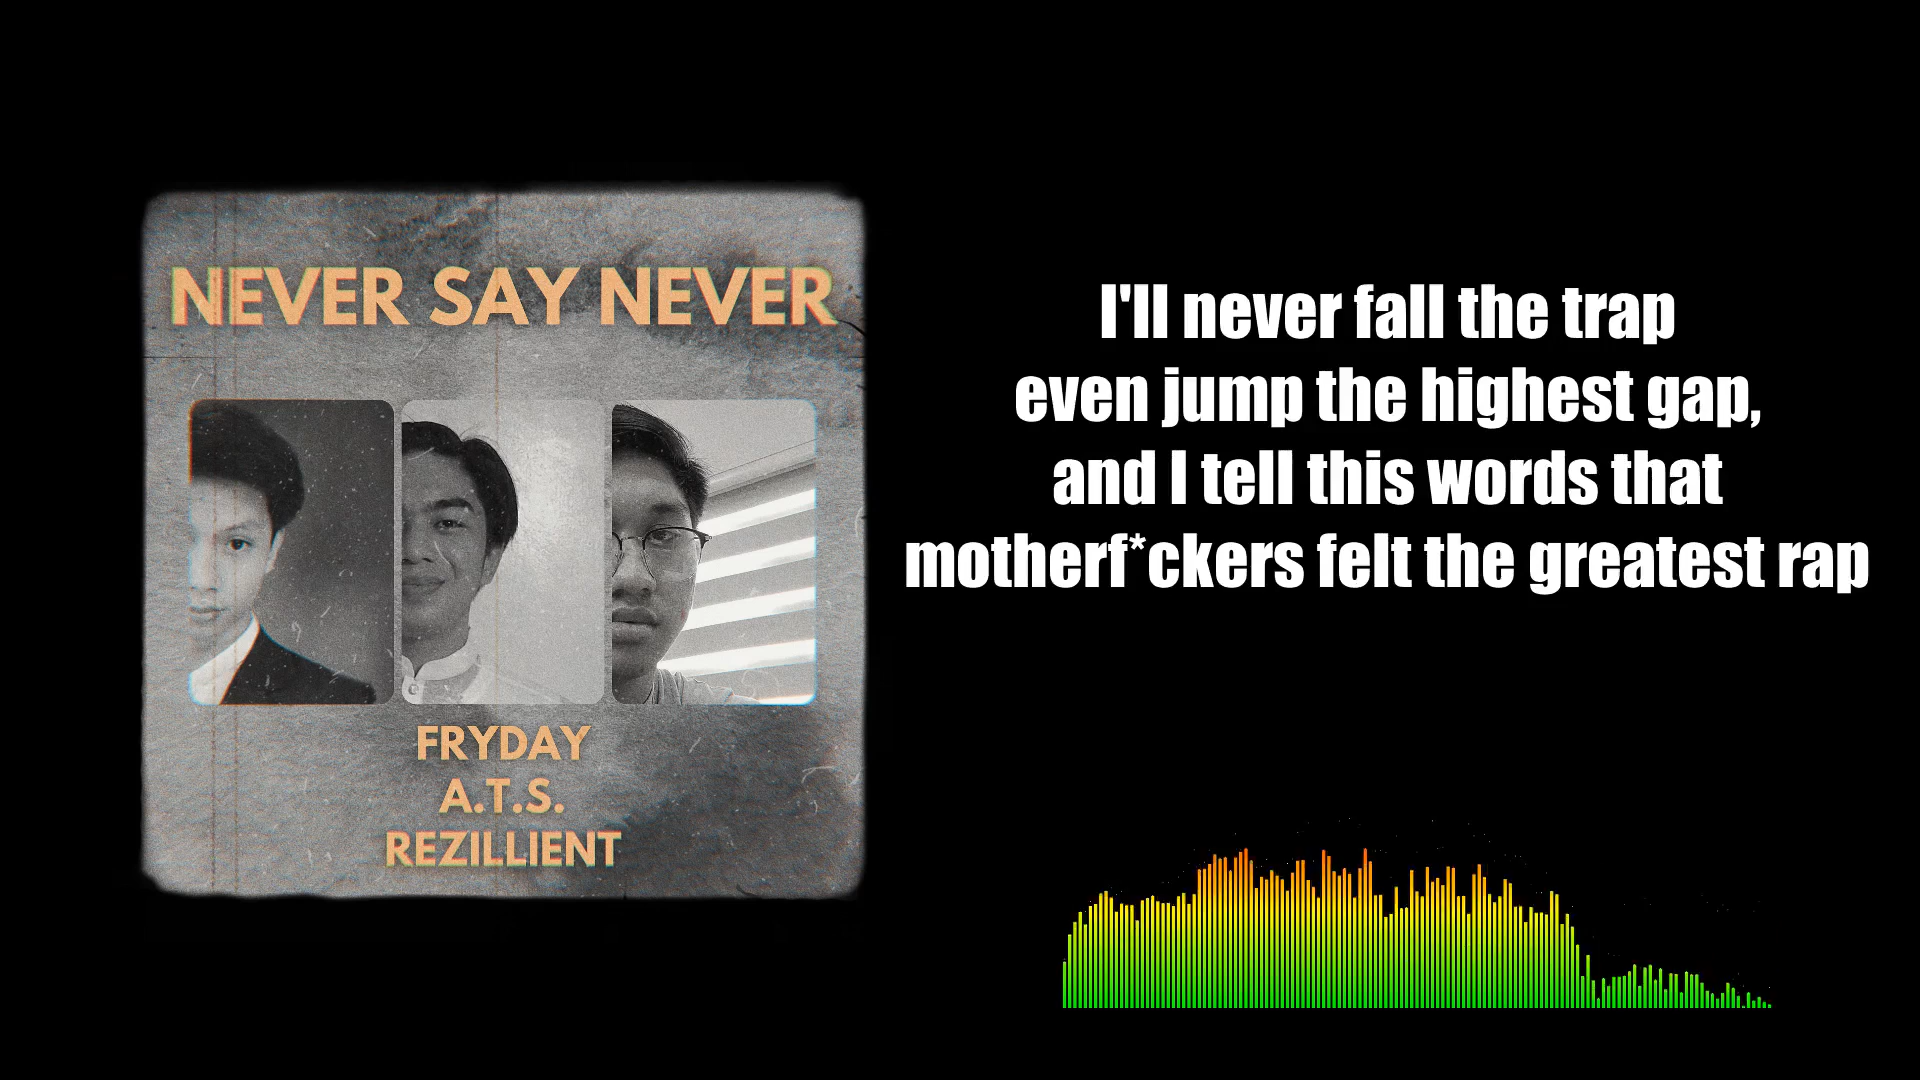 NEVER SAY NEVER
FRYDAY
A.T.S.
REZILLIENT
I'll never fall the trap
even jump the highest gap,
and I tell this words that
motherf*ckers felt the greatest rap